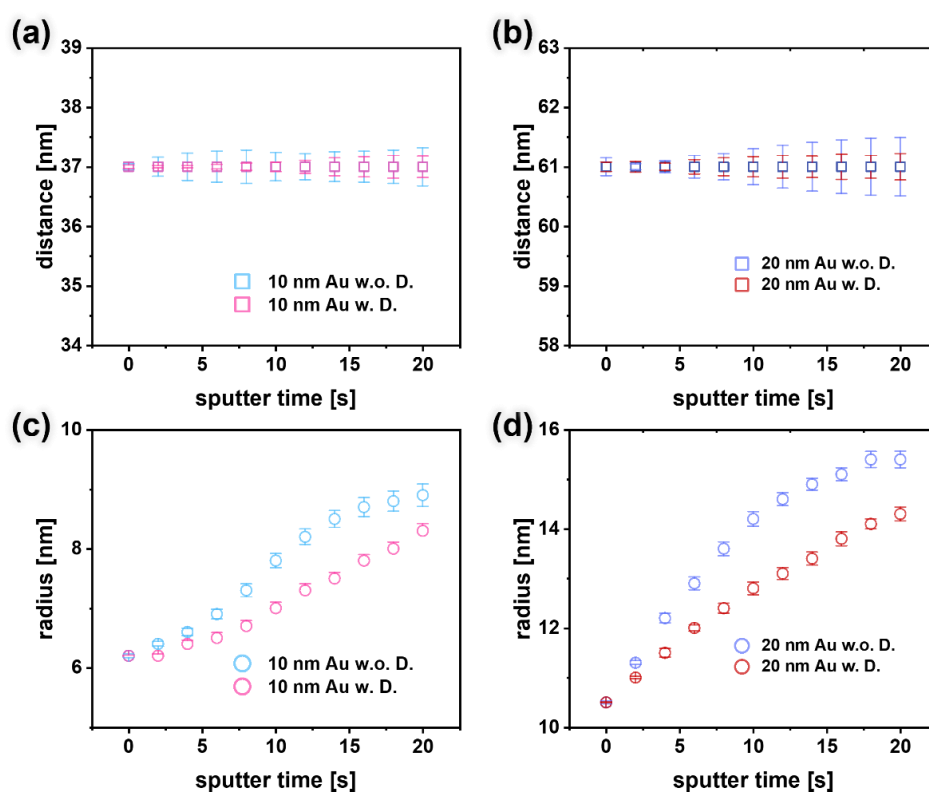 (a)
39
38
37
36
35
34
distance [nm]
10 nm Au w.o. D.
10 nm Au w. D.
0 5 10 15 20
sputter time [s]
(b)
63
62
61
60
59
58
distance [nm]
20 nm Au w.o. D.
20 nm Au w. D.
0 5 10 15 20
sputter time [s]
(c)
10
8
6
radius [nm]
10 nm Au w.o. D.
10 nm Au w. D.
0 5 10 15 20
sputter time [s]
(d)
16
14
12
10
radius [nm]
20 nm Au w.o. D.
20 nm Au w. D.
0 5 10 15 20
sputter time [s]